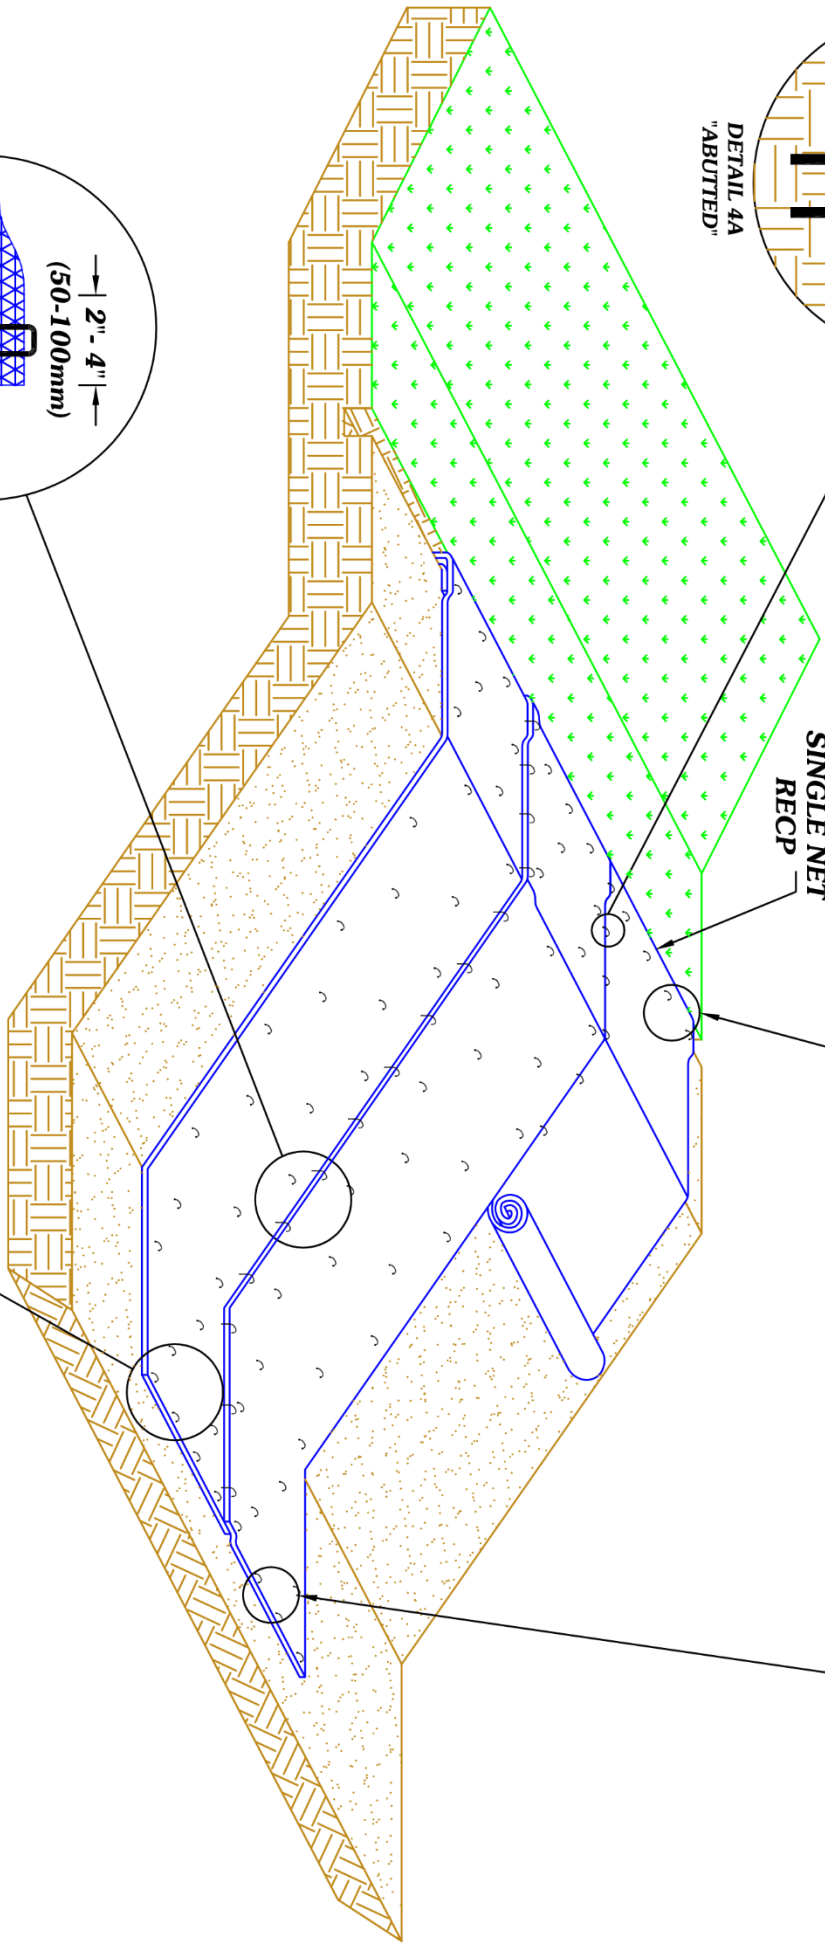 DETAIL 4A
"ABUTTED"
2"- 4"
(50-100mm)
SINGLE NET
RECP